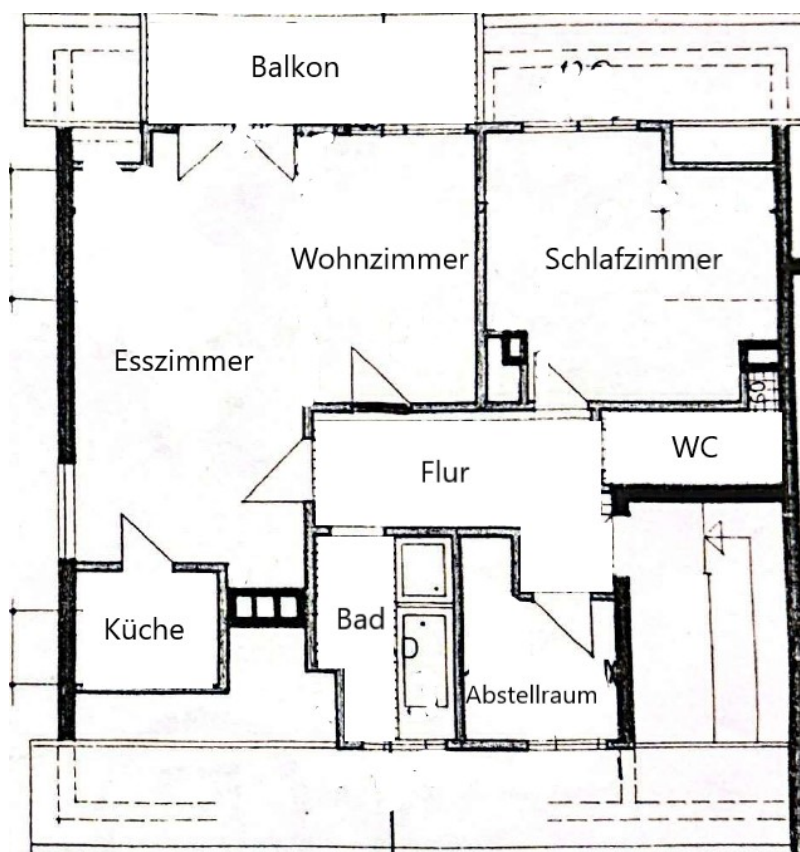 Balkon
Wohnzimmer
Schlafzimmer
Esszimmer
Flur
WC
Küche
Bad
Abstellraum